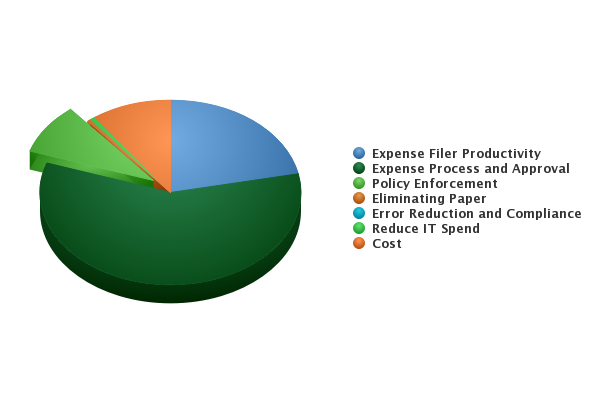 Expense Filer Productivity
Expense Process and Approval
Policy Enforcement
Eliminating Paper
Error Reduction and Compliance
Reduce IT Spend
Cost